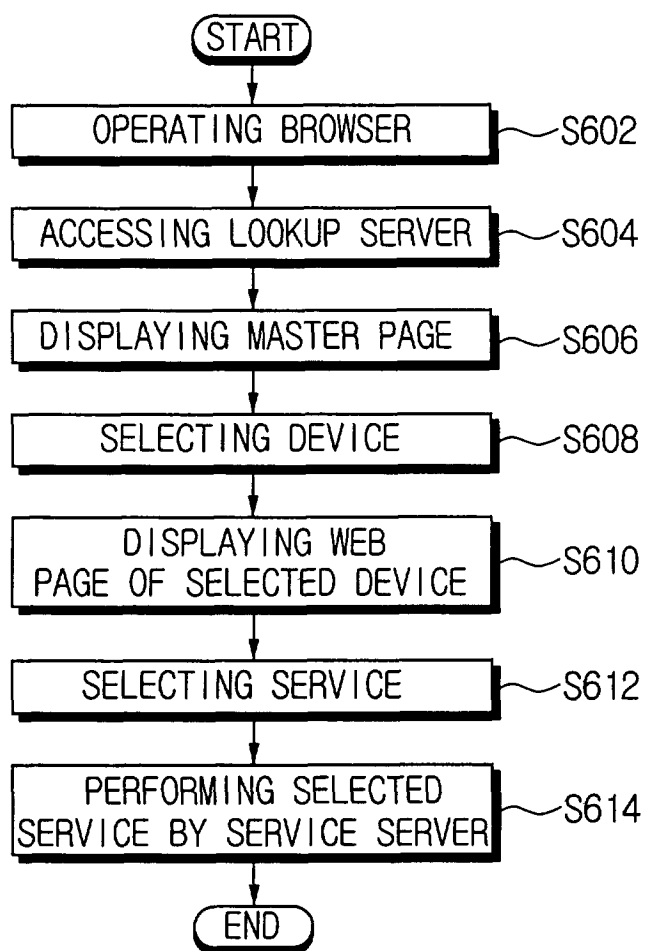 START
OPERATING BROWSER
S602
ACCESSING LOOKUP SERVER
S604
DISPLAYING MASTER PAGE
S606
SELECTING DEVICE
S608
DISPLAYING WEB
PAGE OF SELECTED DEVICE
S610
SELECTING SERVICE
S612
PERFORMING SELECTED
SERVICE BY SERVICE SERVER
S614
END